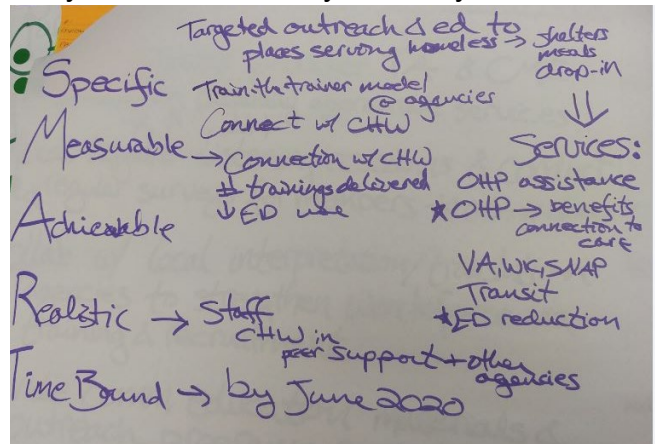 Targeted outreach & ed to
places serving homeless → shelters
meals
drop-in
Specific
Train-the-trainer model
@ agencies
Connect w/ CHW
Measurable → Connection w/ CHW
# trainings delivered
↓ ED use
Achievable
Realistic → Staff
CHW in
peer support + other
agencies
Time Bound → by June 2020
⇓
Services:
OHP assistance
★ OHP → benefits
connection to
care
VA, WIC, SNAP
Transit
★ ED reduction